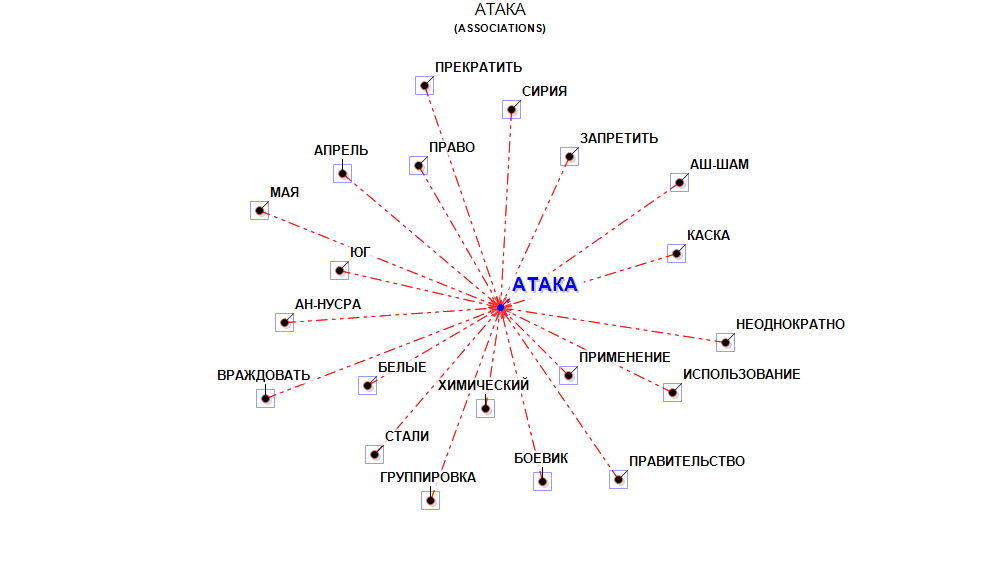 АТАКА
(ASSOCIATIONS)
ПРЕКРАТИТЬ
СИРИЯ
ЗАПРЕТИТЬ
АПРЕЛЬ
ПРАВО
АШ-ШАМ
МАЯ
КАСКА
ЮГ
АТАКА
АН-НУСРА
НЕОДНОКРАТНО
ПРИМЕНЕНИЕ
ВРАЖДОВАТЬ
БЕЛЫЕ
ИСПОЛЬЗОВАНИЕ
ХИМИЧЕСКИЙ
СТАЛИ
БОЕВИК
ПРАВИТЕЛЬСТВО
ГРУППИРОВКА